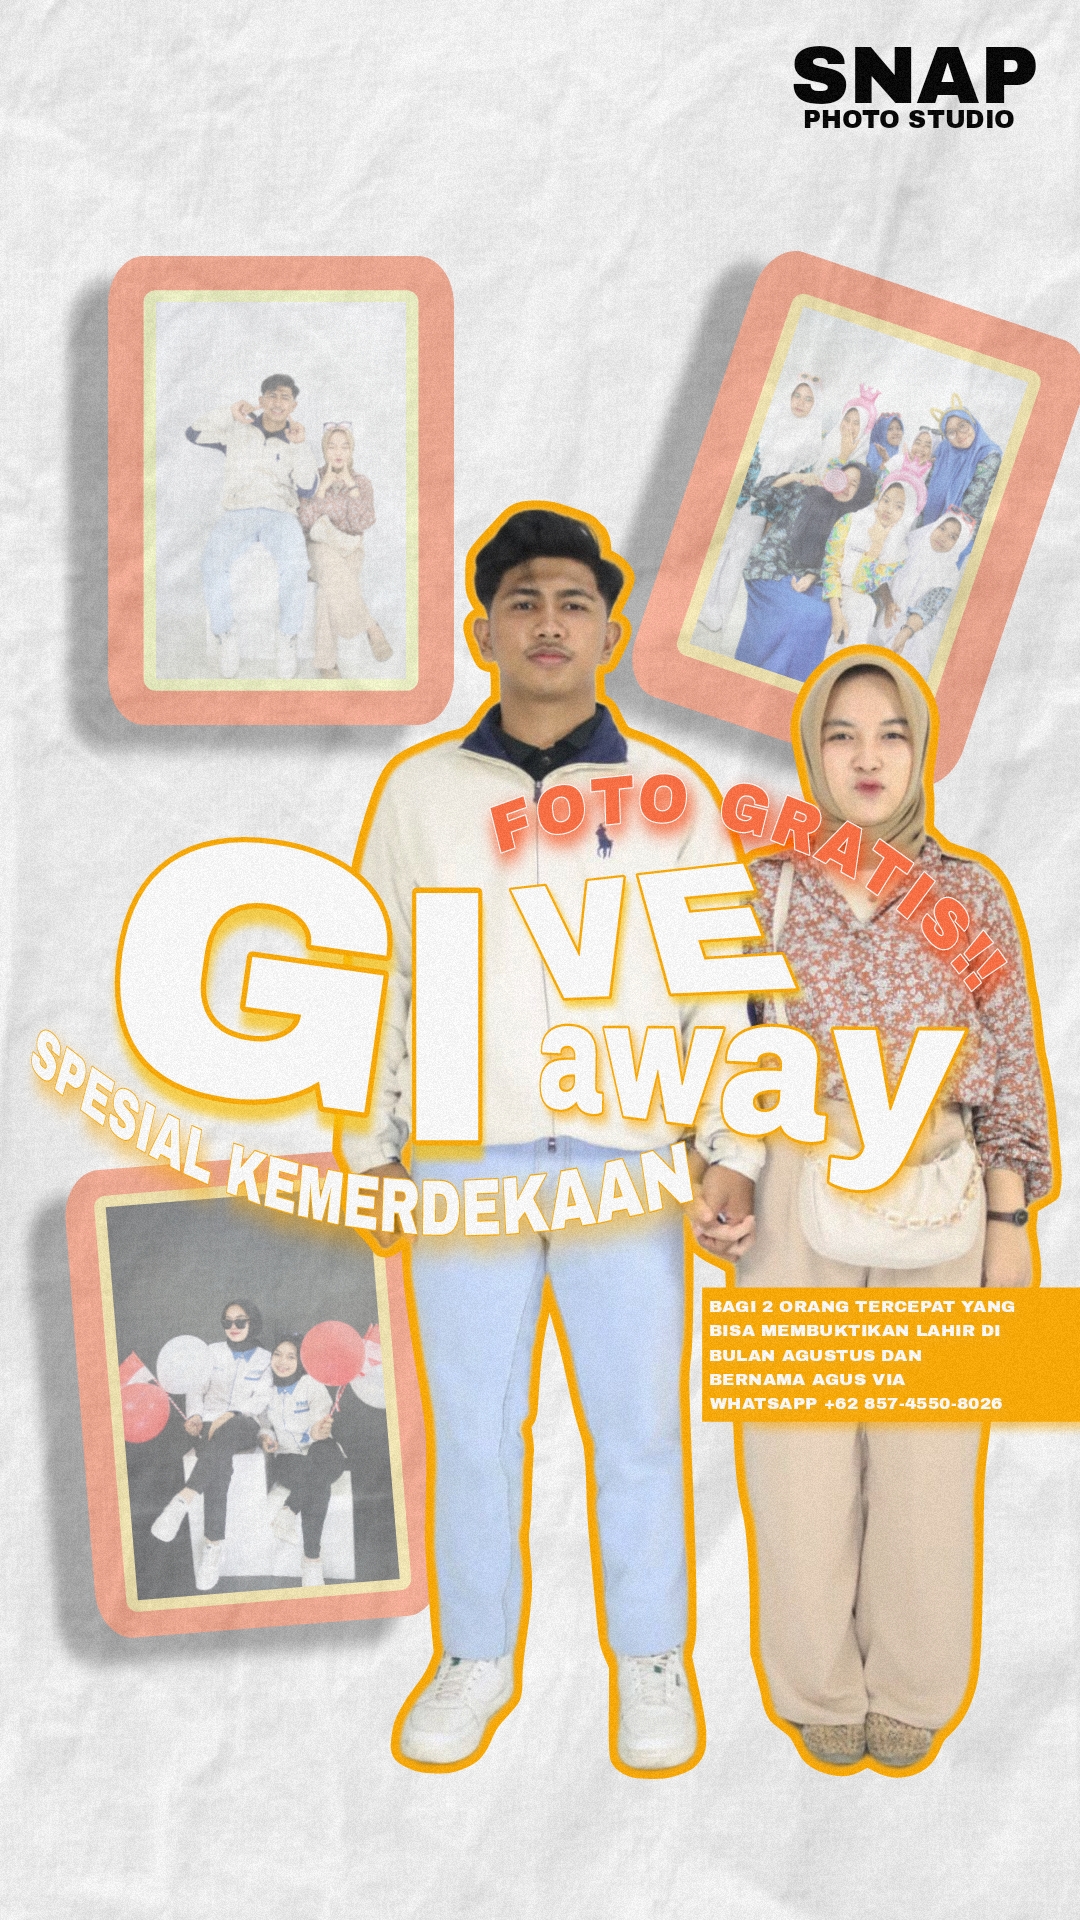 SNAP
PHOTO STUDIO
FOTO GRATIS!!
GIVE
away
SPESIAL KEMERDEKAAN
BAGI 2 ORANG TERCEPAT YANG
BISA MEMBUKTIKAN LAHIR DI
BULAN AGUSTUS DAN
BERNAMA AGUS VIA
WHATSAPP +62 857-4550-8026